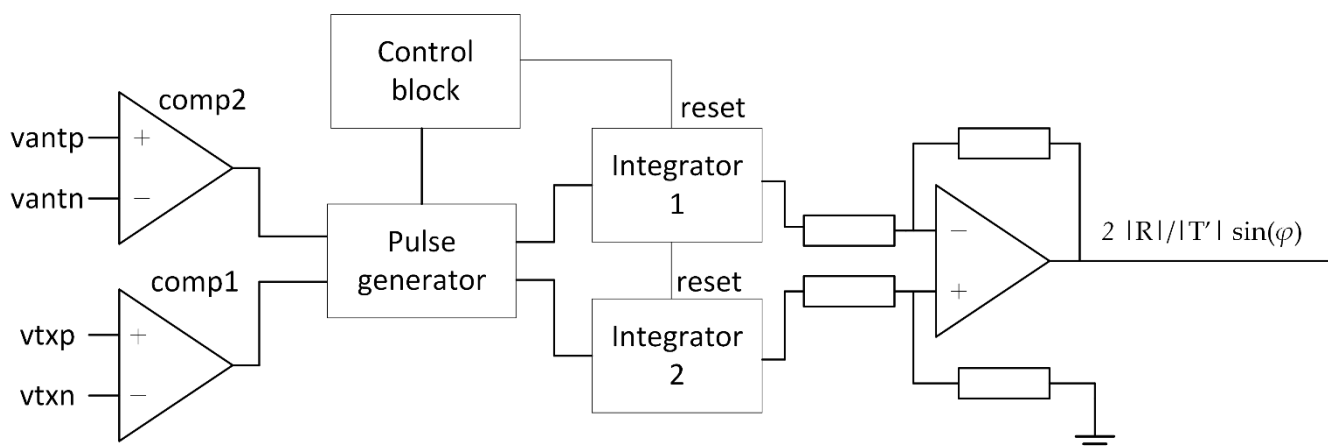 Control
block
comp2
vantp
+
vantn
−
reset
Integrator
1
Pulse
generator
−
+
2 |R|/|T′| sin(φ)
comp1
reset
vtxp
+
vtxn
−
Integrator
2